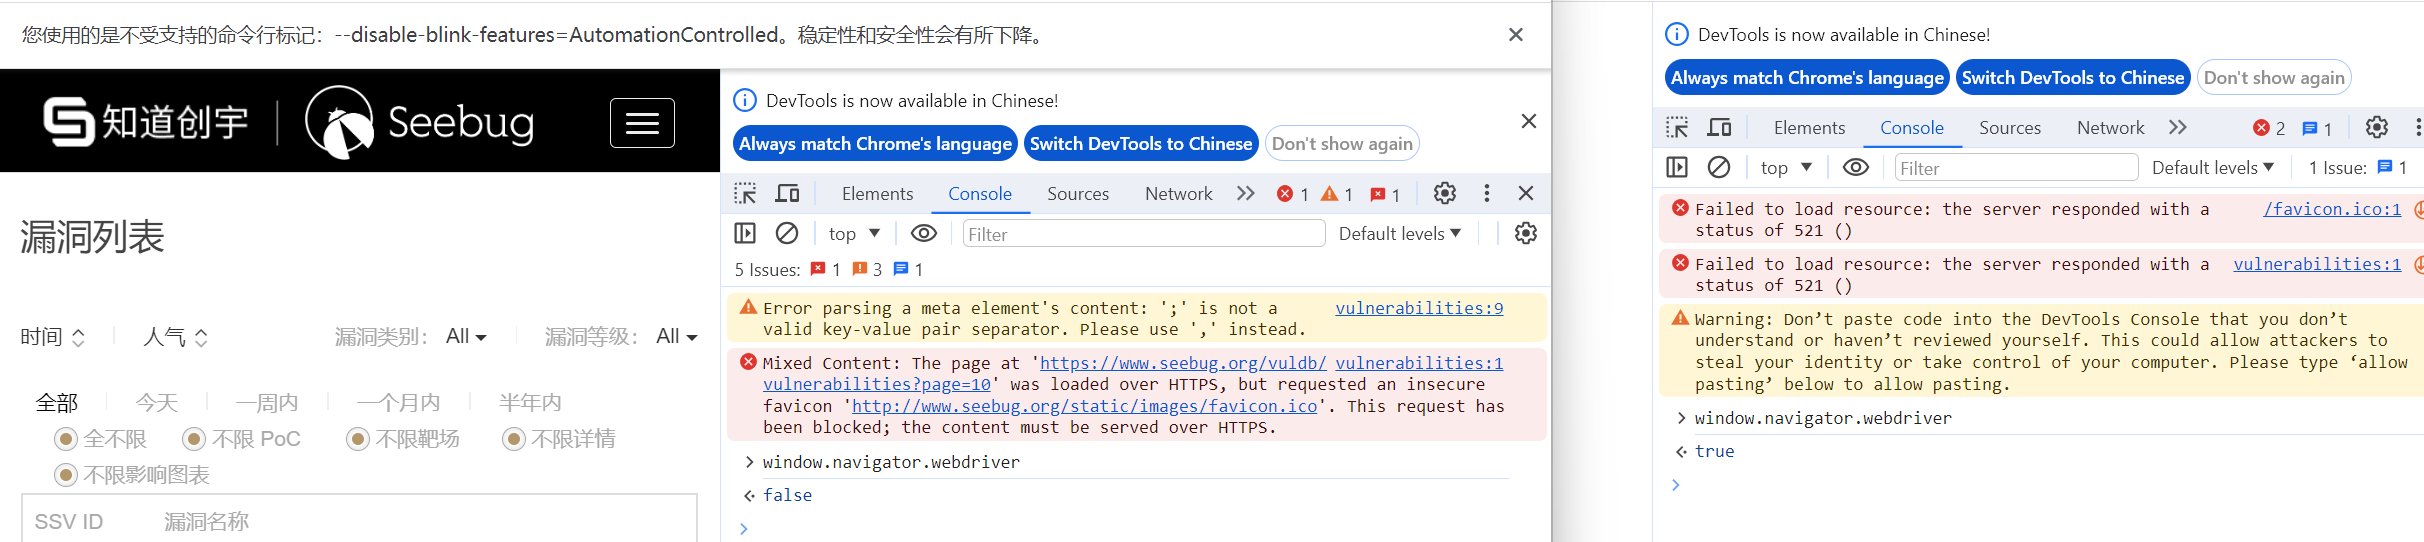 您使用的是不受支持的命令行标记：--disable-blink-features=AutomationControlled。稳定性和安全性会有所下降。
知道创宇 Seebug
漏洞列表
时间 人气 漏洞类别： All 漏洞等级： All
全部 今天 一周内 一个月内 半年内
全不限 不限 PoC 不限靶场 不限详情
不限影响图表
SSV ID 漏洞名称
DevTools is now available in Chinese!
Always match Chrome's language Switch DevTools to Chinese Don't show again
Elements Console Sources Network 1 1 1
top Filter Default levels
5 Issues: 1 3 1
Error parsing a meta element's content: ';' is not a vulnerabilities:9
valid key-value pair separator. Please use ',' instead.
Mixed Content: The page at 'https://www.seebug.org/vuldb/ vulnerabilities:1
vulnerabilities?page=10' was loaded over HTTPS, but requested an insecure
favicon 'http://www.seebug.org/static/images/favicon.ico'. This request has
been blocked; the content must be served over HTTPS.
window.navigator.webdriver
false
DevTools is now available in Chinese!
Always match Chrome's language Switch DevTools to Chinese Don't show again
Elements Console Sources Network 2 1
top Filter Default levels 1 Issue: 1
Failed to load resource: the server responded with a /favicon.ico:1
status of 521 ()
Failed to load resource: the server responded with a vulnerabilities:1
status of 521 ()
Warning: Don’t paste code into the DevTools Console that you don’t
understand or haven’t reviewed yourself. This could allow attackers to
steal your identity or take control of your computer. Please type ‘allow
pasting’ below to allow pasting.
window.navigator.webdriver
true